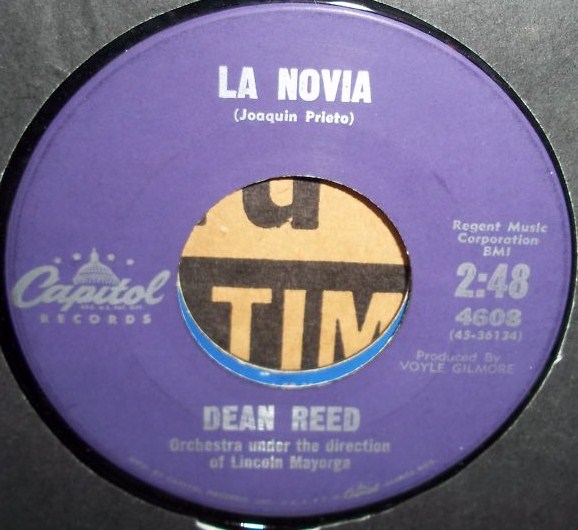 LA NOVIA
(Joaquin Prieto)
Regent Music
Corporation
BMI
2:48
4608
(45-36134)
Produced By
VOYLE GILMORE
Capitol
RECORDS
DEAN REED
Orchestra under the direction
of Lincoln Mayorga
TIM